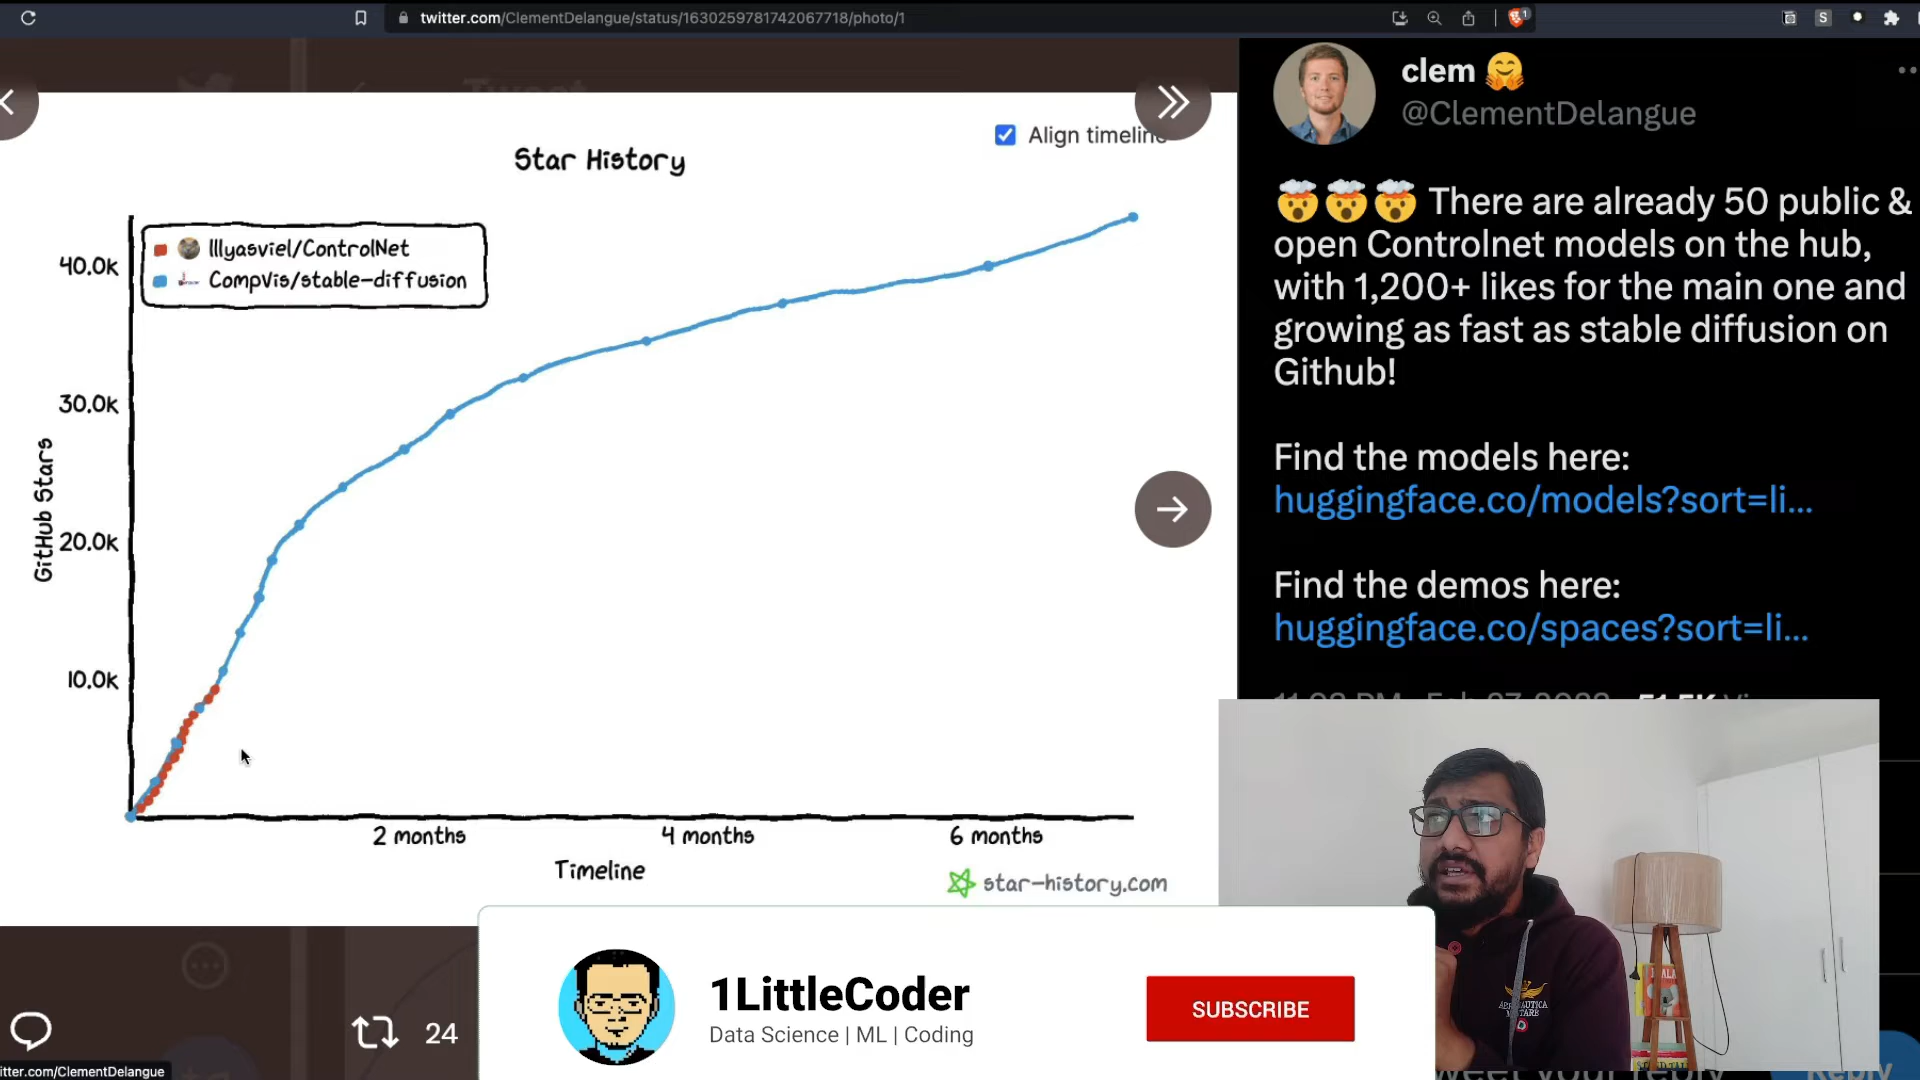 twitter.com/ClementDelangue/status/1630259781742067718/photo/1
1
S
Align timeline
Star History
lllyasviel/ControlNet
CompVis/stable-diffusion
40.0k
30.0k
20.0k
10.0k
GitHub Stars
2 months
4 months
6 months
Timeline
star-history.com
clem
@ClementDelangue
There are already 50 public &
open Controlnet models on the hub,
with 1,200+ likes for the main one and
growing as fast as stable diffusion on
Github!
Find the models here:
huggingface.co/models?sort=li...
Find the demos here:
huggingface.co/spaces?sort=li...
24
1LittleCoder
Data Science | ML | Coding
SUBSCRIBE
itter.com/ClementDelangue